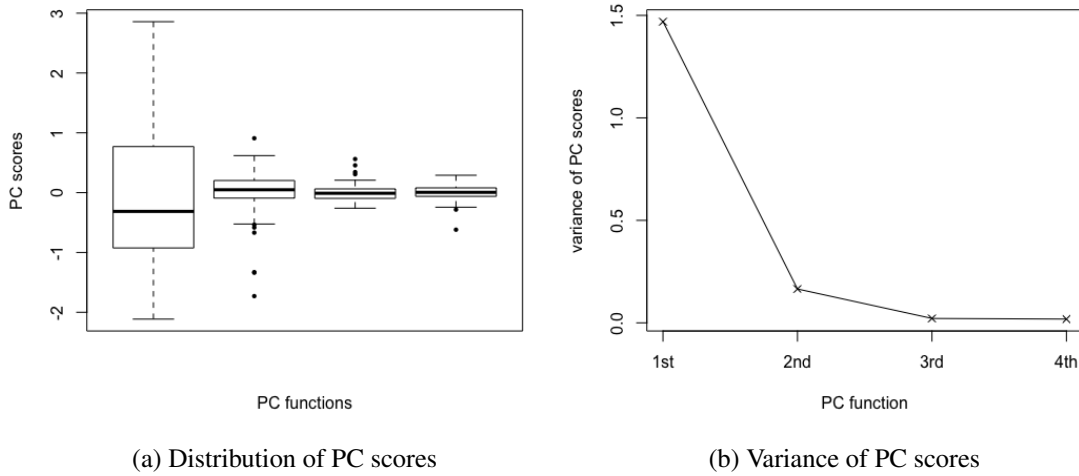 3
2
1
0
-1
-2
PC scores
PC functions
(a) Distribution of PC scores
1.5
1.0
0.5
0.0
variance of PC scores
1st 2nd 3rd 4th
PC function
(b) Variance of PC scores